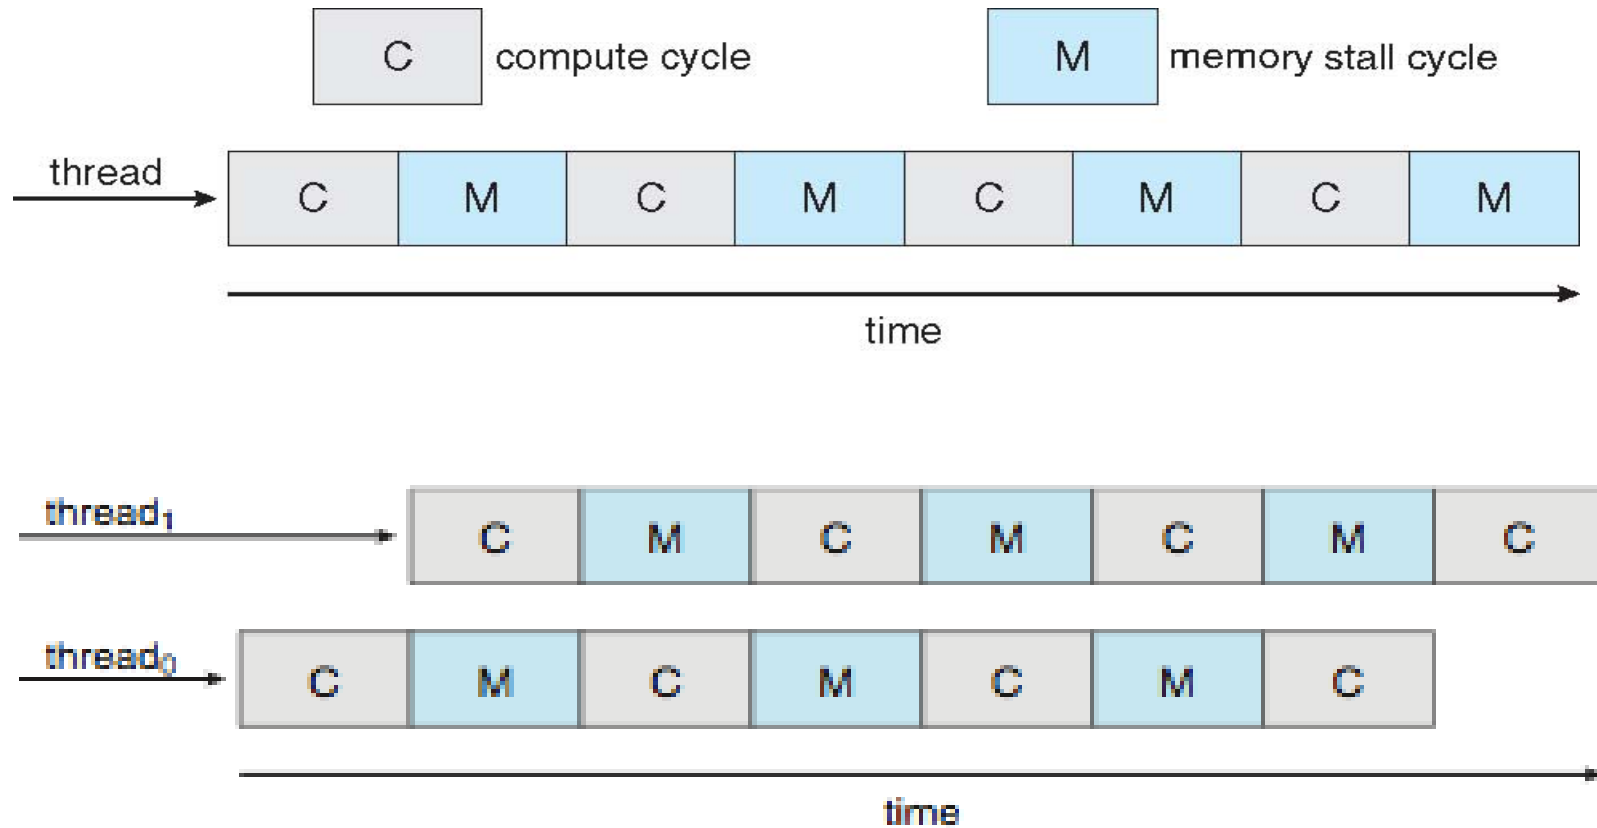 C compute cycle M memory stall cycle
thread
C M C M C M C M
time
thread₁
C M C M C M C
thread₀
C M C M C M C
time